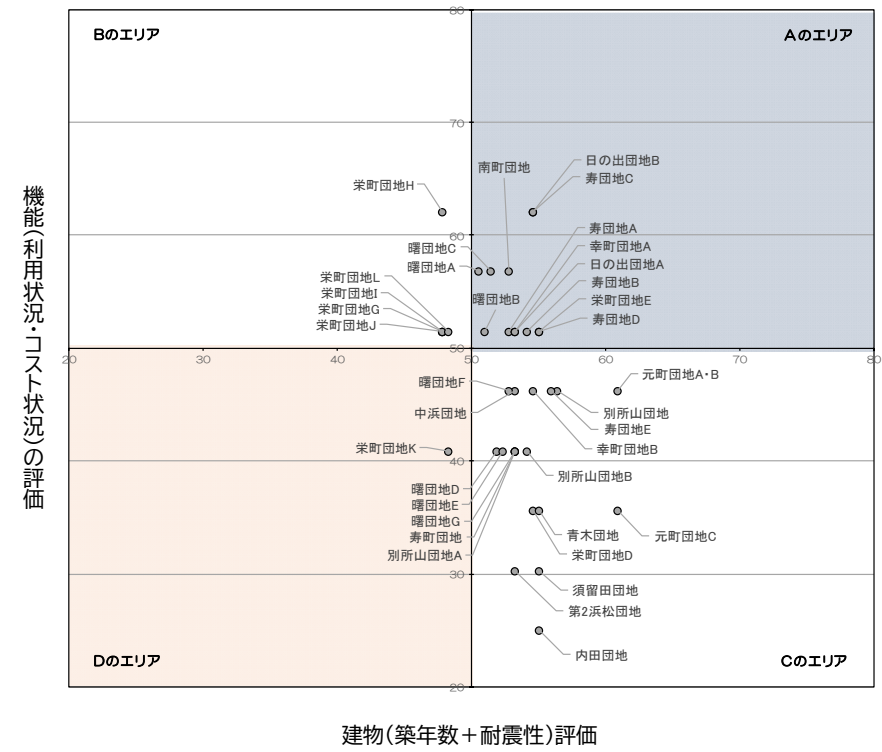 80
Bのエリア
Aのエリア
70
日の出団地B
南町団地
寿団地C
栄町団地H
寿団地A
60
幸町団地A
曙団地C
日の出団地A
曙団地A
栄町団地L
寿団地B
栄町団地I
曙団地B
栄町団地E
栄町団地G
寿団地D
栄町団地J
20
30
40
50
50
60
70
80
元町団地A・B
曙団地F
中浜団地
別所山団地
寿団地E
栄町団地K
幸町団地B
40
別所山団地B
曙団地D
曙団地E
曙団地G
青木団地
元町団地C
寿町団地
別所山団地A
栄町団地D
30
須留田団地
第2浜松団地
内田団地
Dのエリア
Cのエリア
20
機能(利用状況・コスト状況)の評価
建物(築年数+耐震性)評価